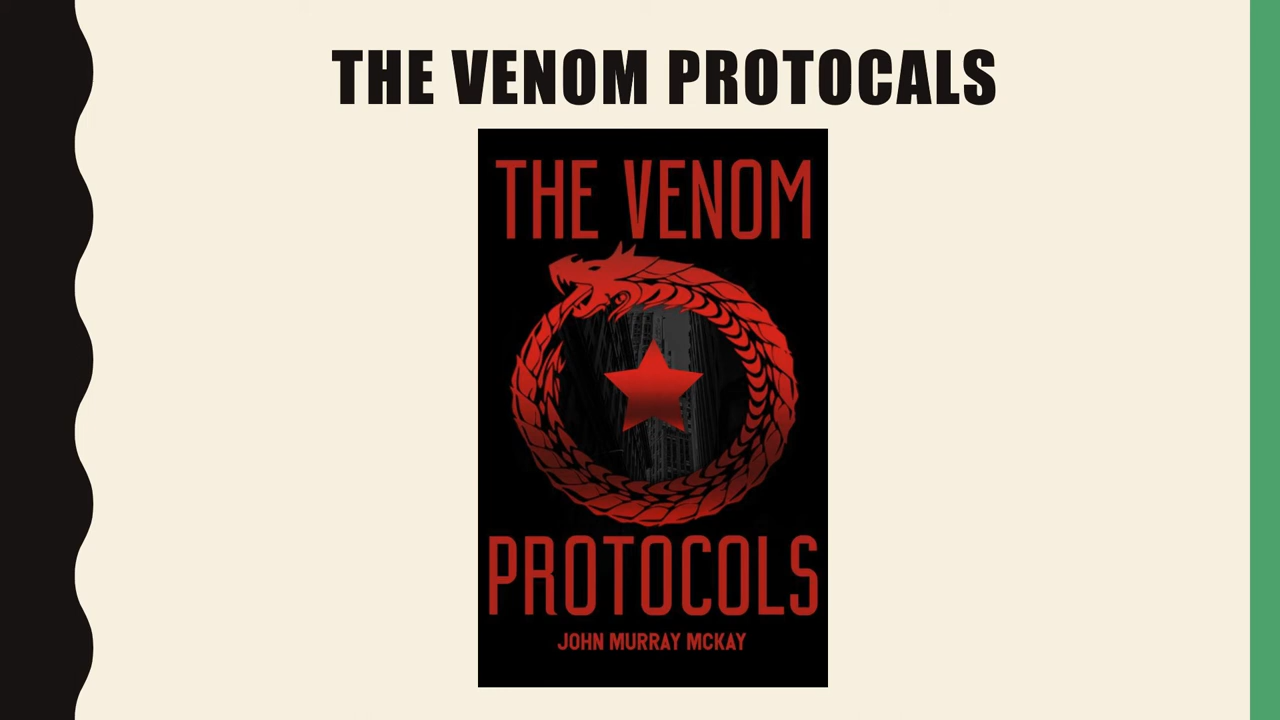 THE VENOM PROTOCALS
THE VENOM
PROTOCOLS
JOHN MURRAY MCKAY